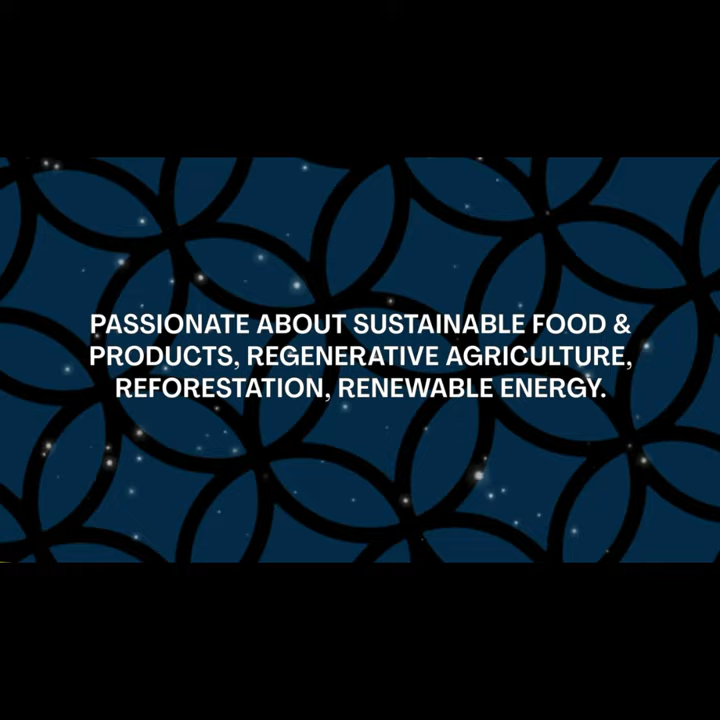 PASSIONATE ABOUT SUSTAINABLE FOOD &
PRODUCTS, REGENERATIVE AGRICULTURE,
REFORESTATION, RENEWABLE ENERGY.